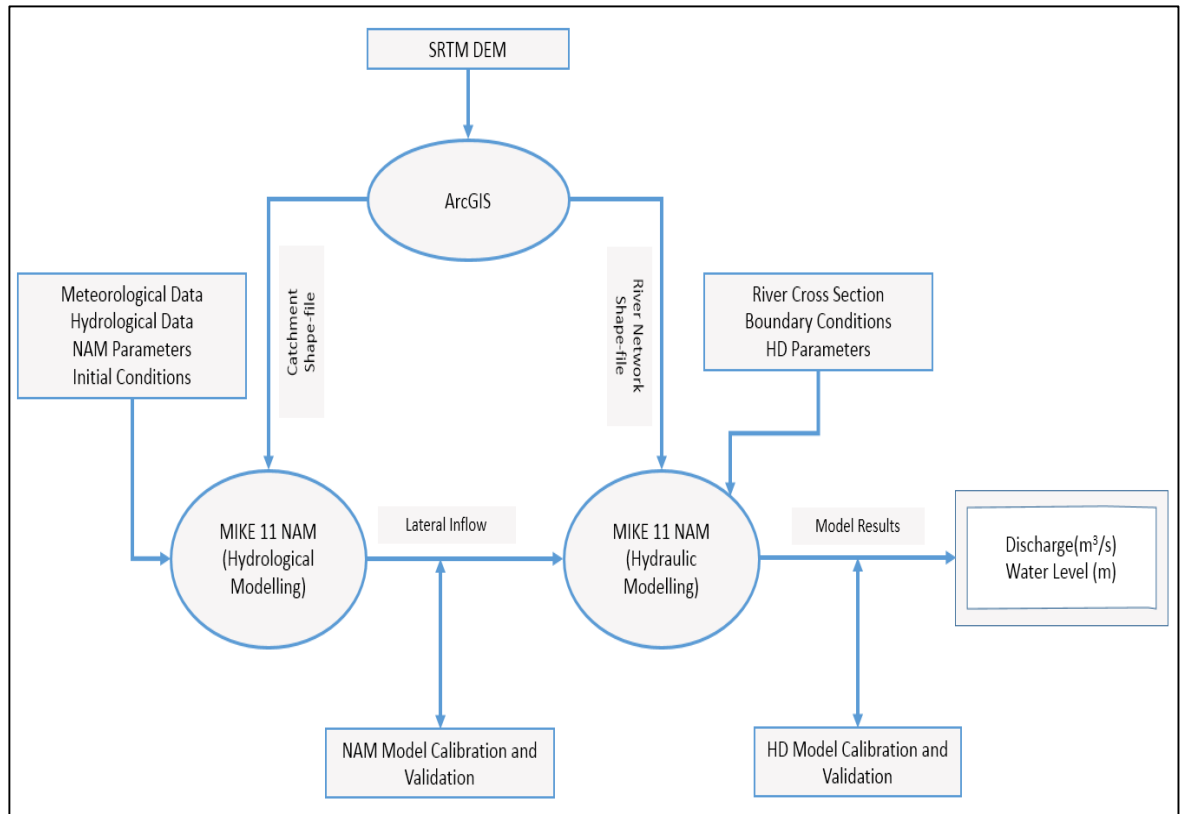 SRTM DEM
ArcGIS
Catchment
Shape-file
River Network
Shape-file
Meteorological Data
Hydrological Data
NAM Parameters
Initial Conditions
River Cross Section
Boundary Conditions
HD Parameters
MIKE 11 NAM
(Hydrological
Modelling)
Lateral Inflow
MIKE 11 NAM
(Hydraulic
Modelling)
Model Results
Discharge(m³/s)
Water Level (m)
NAM Model Calibration and
Validation
HD Model Calibration and
Validation